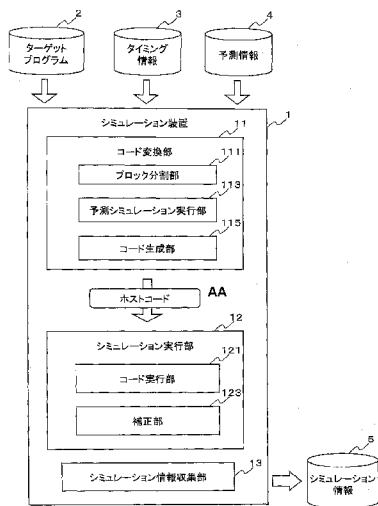 2
3
4
ターゲット
プログラム
タイミング
情報
予測情報
シミュレーション装置
1
11
コード変換部
111
ブロック分割部
113
予測シミュレーション実行部
115
コード生成部
ホストコード
AA
12
シミュレーション実行部
121
コード実行部
123
補正部
13
シミュレーション情報収集部
5
シミュレーション
情報